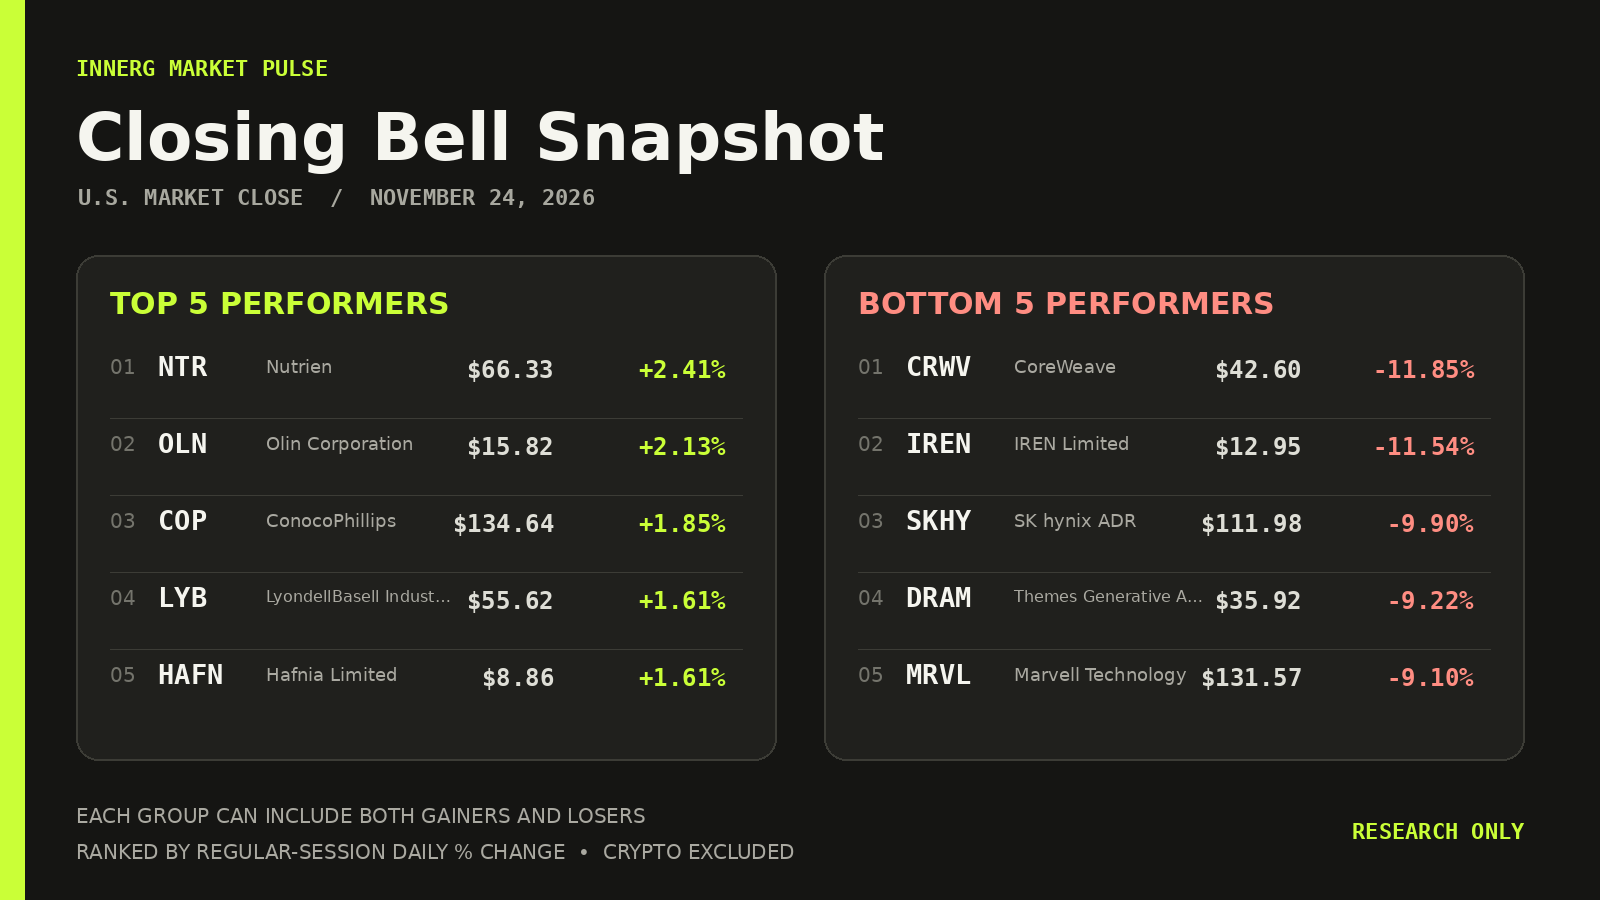 INNERG MARKET PULSE
Closing Bell Snapshot
U.S. MARKET CLOSE / NOVEMBER 24, 2026
TOP 5 PERFORMERS
01 NTR Nutrien $66.33 +2.41%
02 OLN Olin Corporation $15.82 +2.13%
03 COP ConocoPhillips $134.64 +1.85%
04 LYB LyondellBasell Indust... $55.62 +1.61%
05 HAFN Hafnia Limited $8.86 +1.61%
BOTTOM 5 PERFORMERS
01 CRWV CoreWeave $42.60 -11.85%
02 IREN IREN Limited $12.95 -11.54%
03 SKHY SK hynix ADR $111.98 -9.90%
04 DRAM Themes Generative A... $35.92 -9.22%
05 MRVL Marvell Technology $131.57 -9.10%
EACH GROUP CAN INCLUDE BOTH GAINERS AND LOSERS
RANKED BY REGULAR-SESSION DAILY % CHANGE • CRYPTO EXCLUDED
RESEARCH ONLY